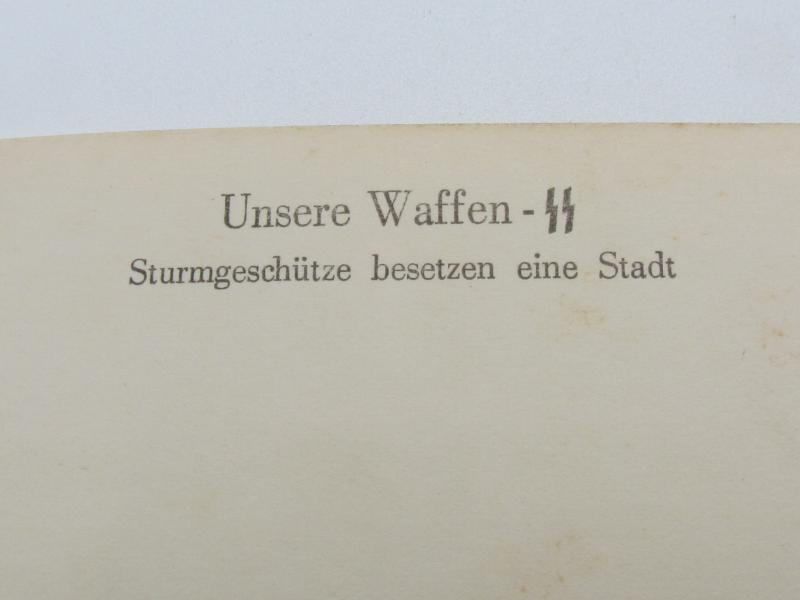 Unsere Waffen-ᛋᛋ
Sturmgeschütze besetzen eine Stadt